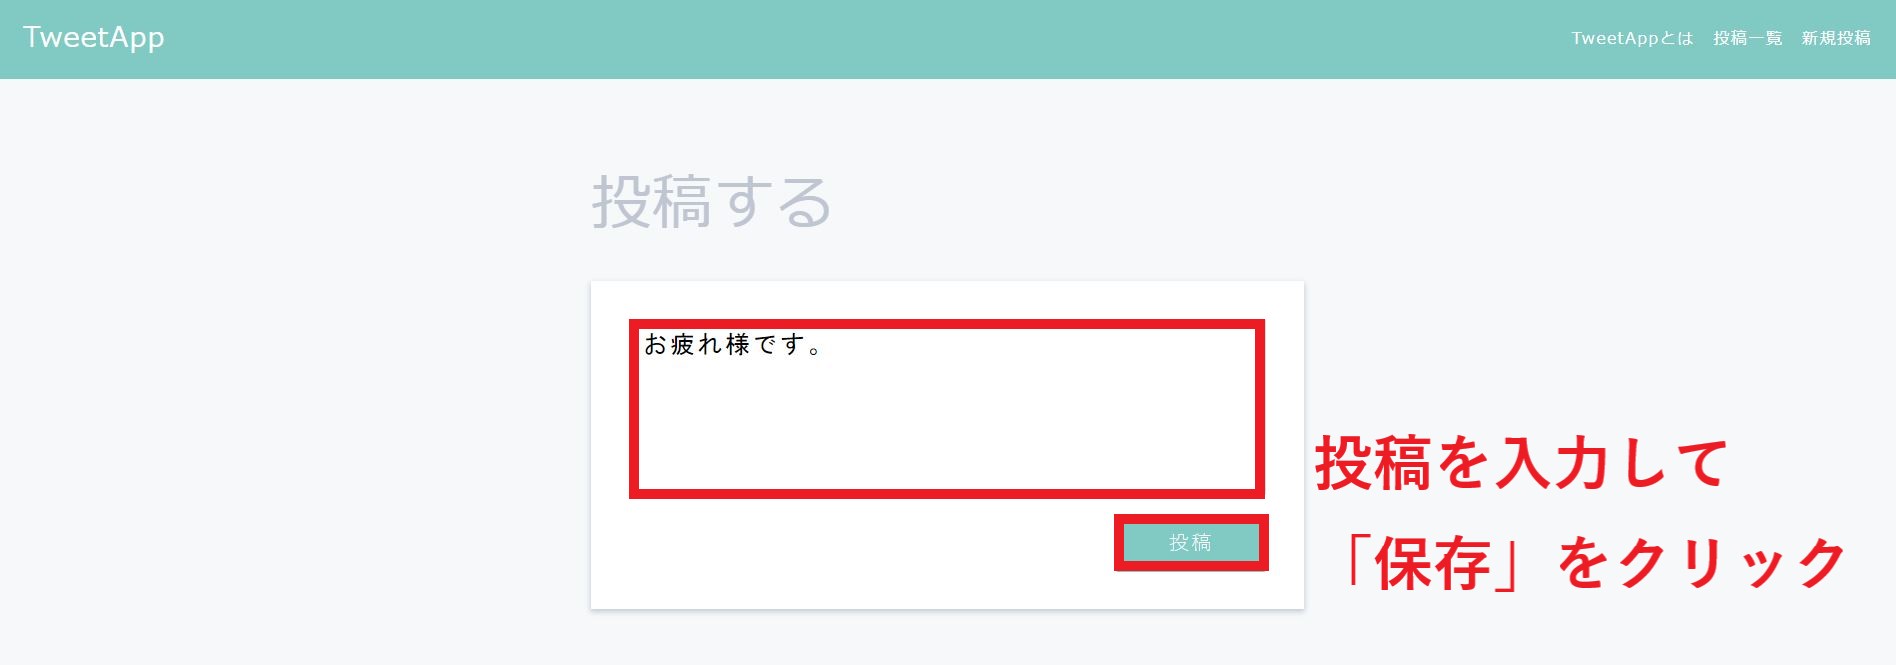 TweetApp
TweetAppとは 投稿一覧 新規投稿
投稿する
お疲れ様です。
投稿
投稿を入力して
「保存」をクリック